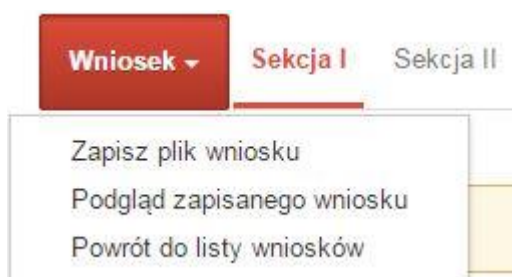 Wniosek Sekcja I Sekcja II
Zapisz plik wniosku
Podgląd zapisanego wniosku
Powrót do listy wniosków